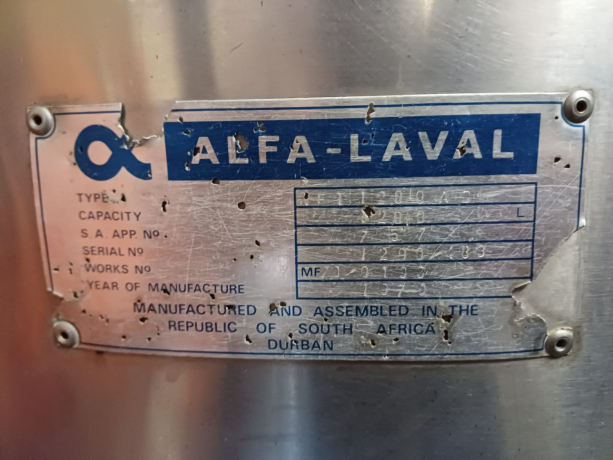 ALFA-LAVAL
TYPE
CAPACITY L
S.A. APP. Nº
SERIAL Nº
WORKS Nº MF
YEAR OF MANUFACTURE
MANUFACTURED AND ASSEMBLED IN THE
REPUBLIC OF SOUTH AFRICA
DURBAN